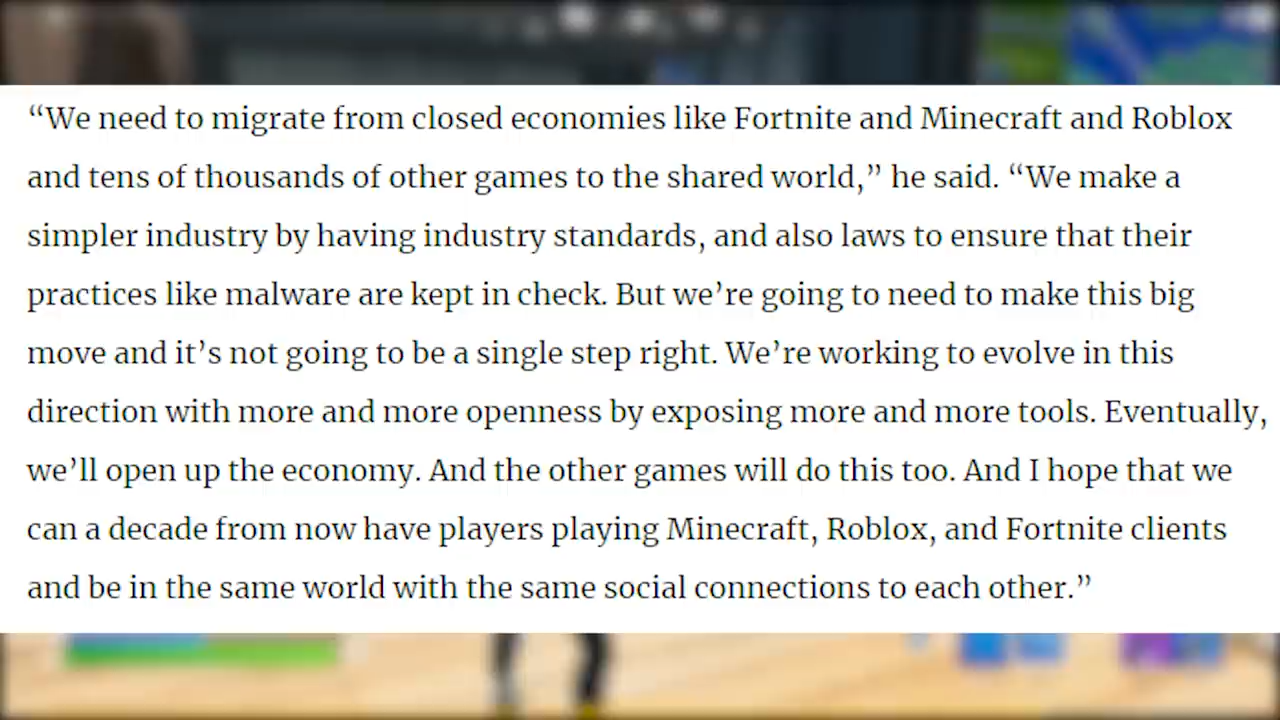 “We need to migrate from closed economies like Fortnite and Minecraft and Roblox
and tens of thousands of other games to the shared world,” he said. “We make a
simpler industry by having industry standards, and also laws to ensure that their
practices like malware are kept in check. But we’re going to need to make this big
move and it’s not going to be a single step right. We’re working to evolve in this
direction with more and more openness by exposing more and more tools. Eventually,
we’ll open up the economy. And the other games will do this too. And I hope that we
can a decade from now have players playing Minecraft, Roblox, and Fortnite clients
and be in the same world with the same social connections to each other.”